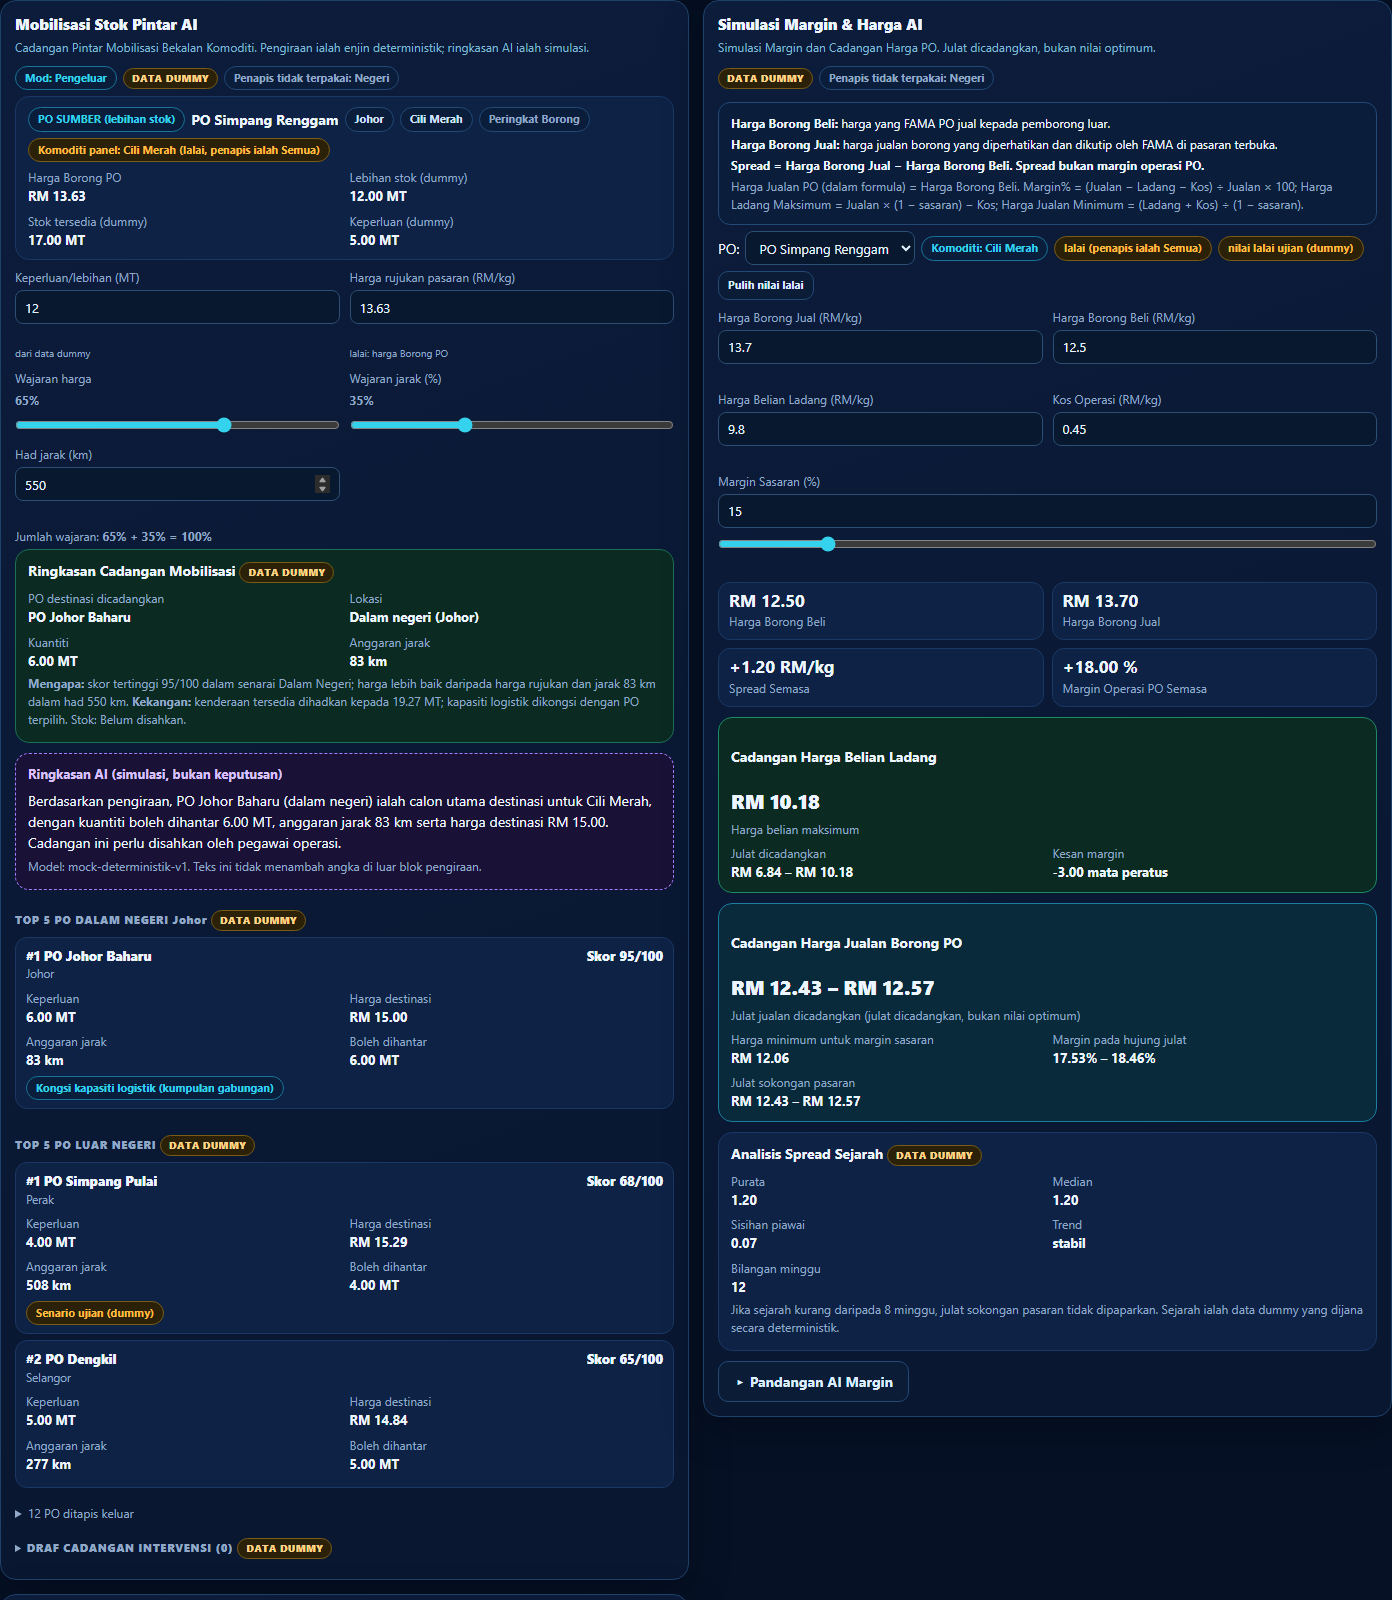 Mobilisasi Stok Pintar AI
Cadangan Pintar Mobilisasi Bekalan Komoditi. Pengiraan ialah enjin deterministik; ringkasan AI ialah simulasi.
Mod: Pengeluar DATA DUMMY Penapis tidak terpakai: Negeri
PO SUMBER (lebihan stok) PO Simpang Renggam Johor Cili Merah Peringkat Borong
Komoditi panel: Cili Merah (lalai, penapis ialah Semua)
Harga Borong PO Lebihan stok (dummy)
RM 13.63 12.00 MT
Stok tersedia (dummy) Keperluan (dummy)
17.00 MT 5.00 MT
Keperluan/lebihan (MT) Harga rujukan pasaran (RM/kg)
12 13.63
dari data dummy lalai: harga Borong PO
Wajaran harga Wajaran jarak (%)
65% 35%
Had jarak (km)
550
Jumlah wajaran: 65% + 35% = 100%
Ringkasan Cadangan Mobilisasi DATA DUMMY
PO destinasi dicadangkan Lokasi
PO Johor Baharu Dalam negeri (Johor)
Kuantiti Anggaran jarak
6.00 MT 83 km
Mengapa: skor tertinggi 95/100 dalam senarai Dalam Negeri; harga lebih baik daripada harga rujukan dan jarak 83 km
dalam had 550 km. Kekangan: kenderaan tersedia dihadkan kepada 19.27 MT; kapasiti logistik dikongsi dengan PO
terpilih. Stok: Belum disahkan.
Ringkasan AI (simulasi, bukan keputusan)
Berdasarkan pengiraan, PO Johor Baharu (dalam negeri) ialah calon utama destinasi untuk Cili Merah,
dengan kuantiti boleh dihantar 6.00 MT, anggaran jarak 83 km serta harga destinasi RM 15.00.
Cadangan ini perlu disahkan oleh pegawai operasi.
Model: mock-deterministik-v1. Teks ini tidak menambah angka di luar blok pengiraan.
TOP 5 PO DALAM NEGERI Johor DATA DUMMY
#1 PO Johor Baharu Skor 95/100
Johor
Keperluan Harga destinasi
6.00 MT RM 15.00
Anggaran jarak Boleh dihantar
83 km 6.00 MT
Kongsi kapasiti logistik (kumpulan gabungan)
TOP 5 PO LUAR NEGERI DATA DUMMY
#1 PO Simpang Pulai Skor 68/100
Perak
Keperluan Harga destinasi
4.00 MT RM 15.29
Anggaran jarak Boleh dihantar
508 km 4.00 MT
Senario ujian (dummy)
#2 PO Dengkil Skor 65/100
Selangor
Keperluan Harga destinasi
5.00 MT RM 14.84
Anggaran jarak Boleh dihantar
277 km 5.00 MT
▸ 12 PO ditapis keluar
▸ DRAF CADANGAN INTERVENSI (0) DATA DUMMY
Simulasi Margin & Harga AI
Simulasi Margin dan Cadangan Harga PO. Julat dicadangkan, bukan nilai optimum.
DATA DUMMY Penapis tidak terpakai: Negeri
Harga Borong Beli: harga yang FAMA PO jual kepada pemborong luar.
Harga Borong Jual: harga jualan borong yang diperhatikan dan dikutip oleh FAMA di pasaran terbuka.
Spread = Harga Borong Jual − Harga Borong Beli. Spread bukan margin operasi PO.
Harga Jualan PO (dalam formula) = Harga Borong Beli. Margin% = (Jualan − Ladang − Kos) ÷ Jualan × 100; Harga
Ladang Maksimum = Jualan × (1 − sasaran) − Kos; Harga Jualan Minimum = (Ladang + Kos) ÷ (1 − sasaran).
PO: PO Simpang Renggam Komoditi: Cili Merah lalai (penapis ialah Semua) nilai lalai ujian (dummy)
Pulih nilai lalai
Harga Borong Jual (RM/kg) Harga Borong Beli (RM/kg)
13.7 12.5
Harga Belian Ladang (RM/kg) Kos Operasi (RM/kg)
9.8 0.45
Margin Sasaran (%)
15
RM 12.50 RM 13.70
Harga Borong Beli Harga Borong Jual
+1.20 RM/kg +18.00 %
Spread Semasa Margin Operasi PO Semasa
Cadangan Harga Belian Ladang
RM 10.18
Harga belian maksimum
Julat dicadangkan Kesan margin
RM 6.84 – RM 10.18 -3.00 mata peratus
Cadangan Harga Jualan Borong PO
RM 12.43 – RM 12.57
Julat jualan dicadangkan (julat dicadangkan, bukan nilai optimum)
Harga minimum untuk margin sasaran Margin pada hujung julat
RM 12.06 17.53% – 18.46%
Julat sokongan pasaran
RM 12.43 – RM 12.57
Analisis Spread Sejarah DATA DUMMY
Purata Median
1.20 1.20
Sisihan piawai Trend
0.07 stabil
Bilangan minggu
12
Jika sejarah kurang daripada 8 minggu, julat sokongan pasaran tidak dipaparkan. Sejarah ialah data dummy yang dijana
secara deterministik.
▸ Pandangan AI Margin